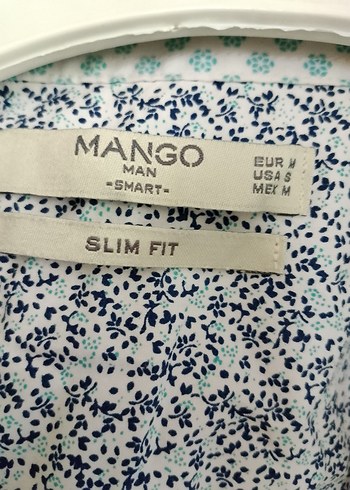 MANGO
MAN
-SMART-
EUR M
USA S
MEX M
SLIM FIT